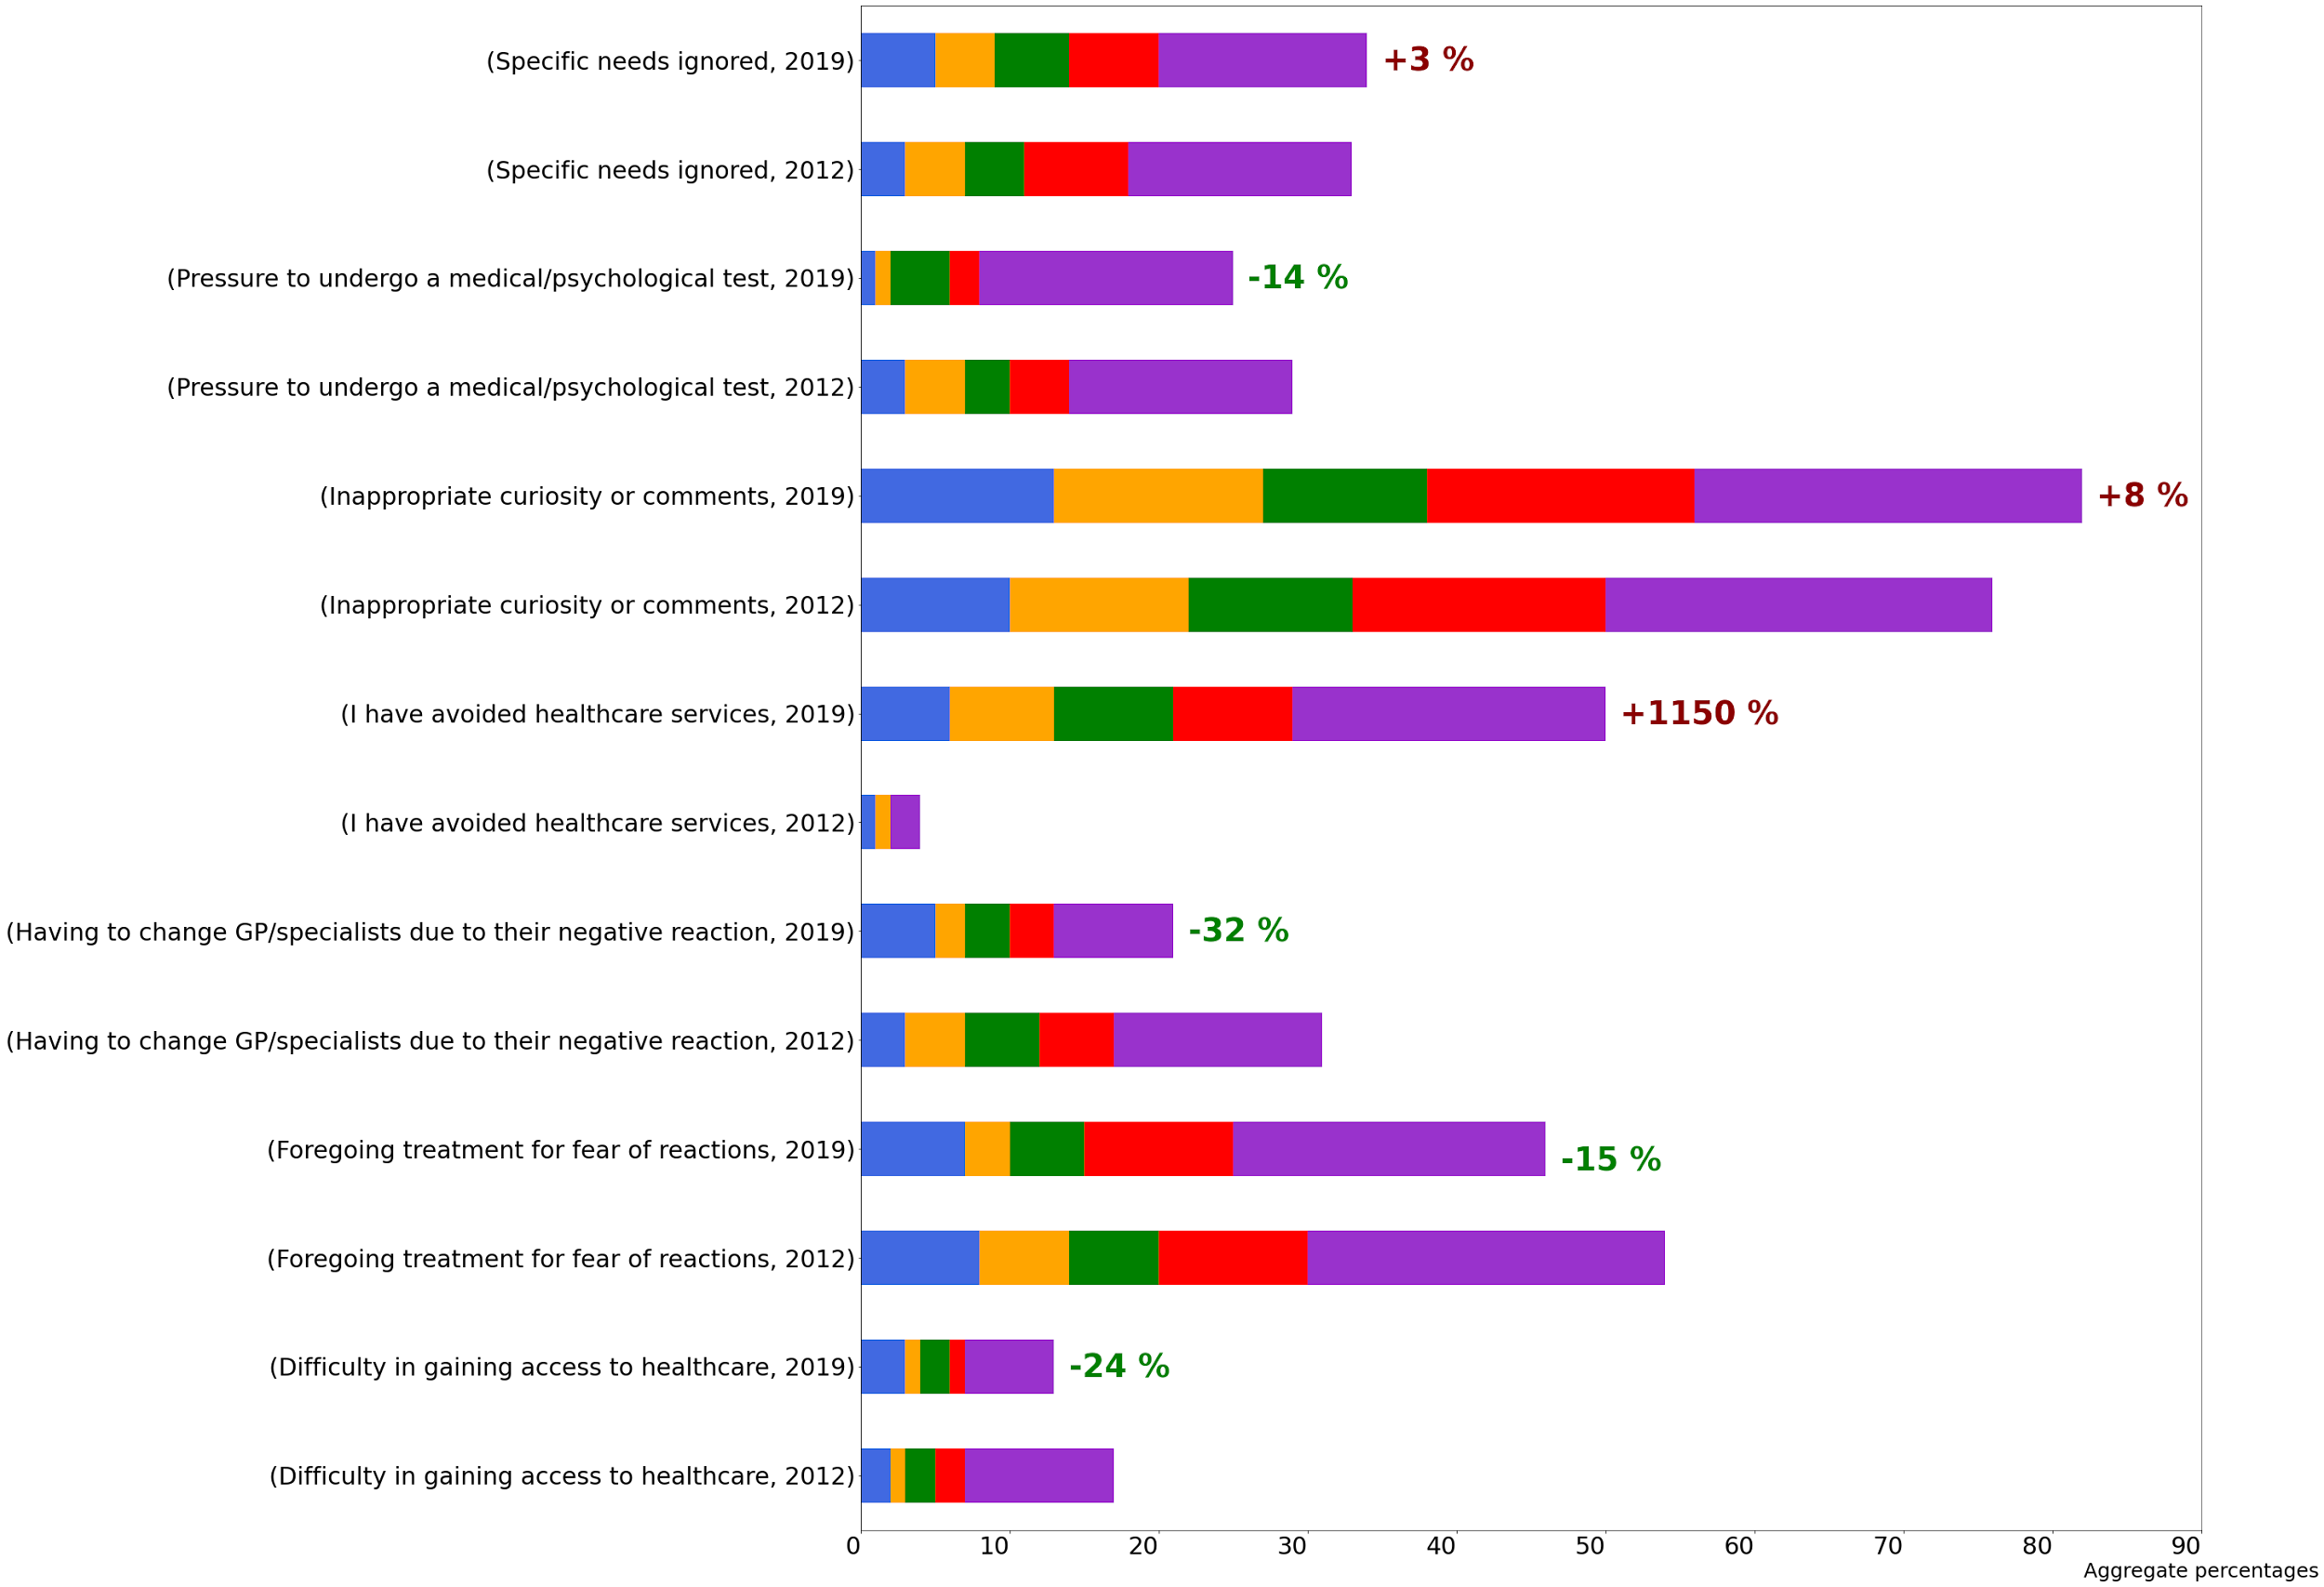 (Specific needs ignored, 2019)
+3 %
(Specific needs ignored, 2012)
(Pressure to undergo a medical/psychological test, 2019)
-14 %
(Pressure to undergo a medical/psychological test, 2012)
(Inappropriate curiosity or comments, 2019)
+8 %
(Inappropriate curiosity or comments, 2012)
(I have avoided healthcare services, 2019)
+1150 %
(I have avoided healthcare services, 2012)
(Having to change GP/specialists due to their negative reaction, 2019)
-32 %
(Having to change GP/specialists due to their negative reaction, 2012)
(Foregoing treatment for fear of reactions, 2019)
-15 %
(Foregoing treatment for fear of reactions, 2012)
(Difficulty in gaining access to healthcare, 2019)
-24 %
(Difficulty in gaining access to healthcare, 2012)
0 10 20 30 40 50 60 70 80 90
Aggregate percentages